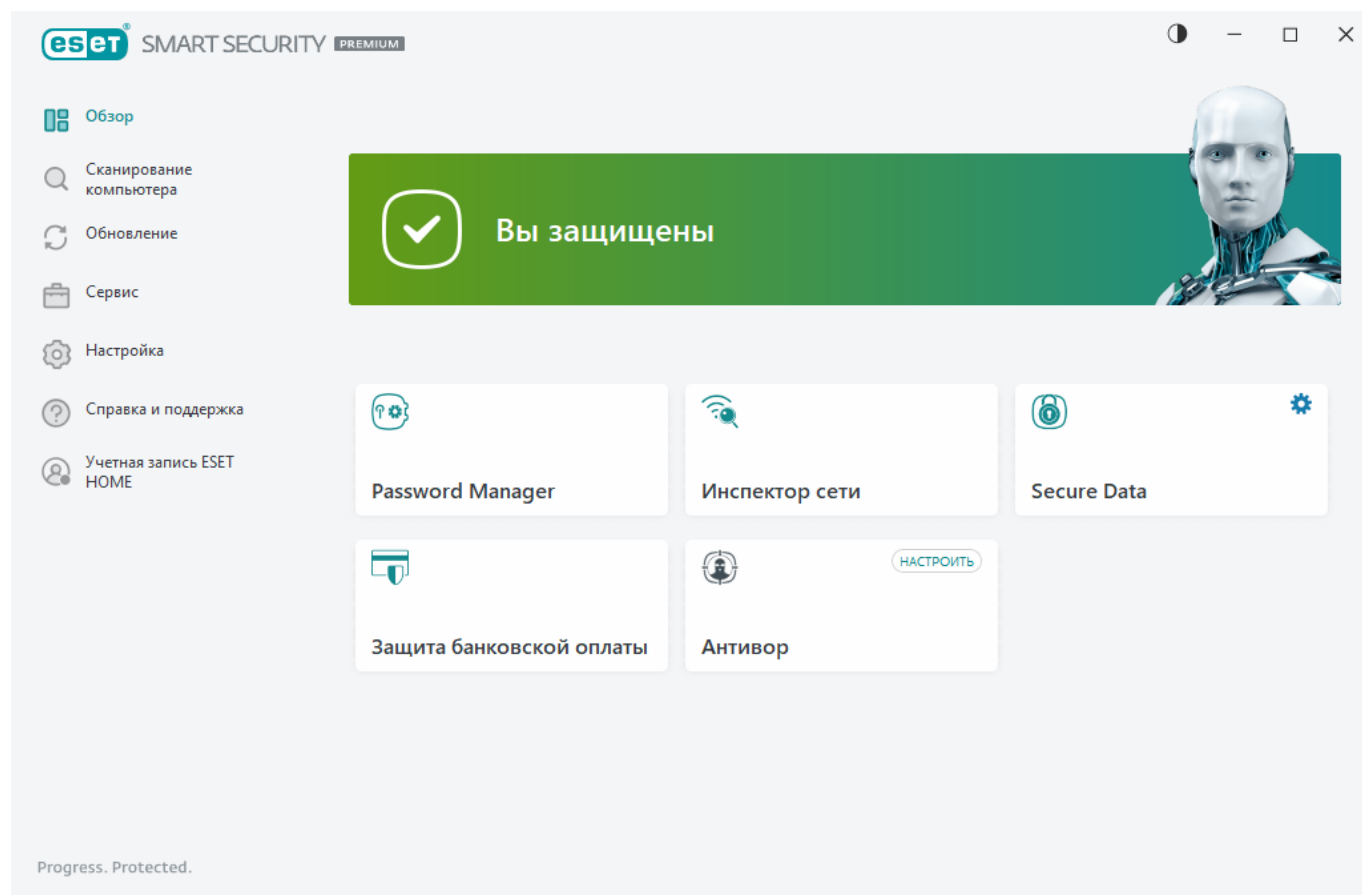 eset® SMART SECURITY PREMIUM
Обзор
Сканирование
компьютера
Обновление
Сервис
Настройка
Справка и поддержка
Учетная запись ESET
HOME
Вы защищены
Password Manager
Инспектор сети
Secure Data
Защита банковской оплаты
НАСТРОИТЬ
Антивор
Progress. Protected.